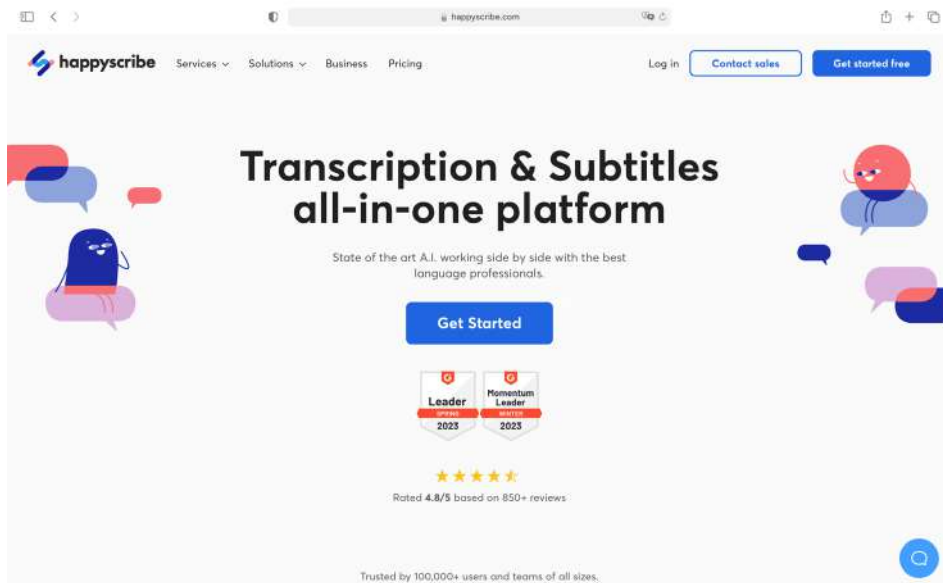 happyscribe.com
happyscribe Services Solutions Business Pricing Log in Contact sales Get started free
Transcription & Subtitles
all-in-one platform
State of the art A.I. working side by side with the best
language professionals.
Get Started
Leader
SPRING
2023
Momentum
Leader
WINTER
2023
Rated 4.8/5 based on 850+ reviews
Trusted by 100,000+ users and teams of all sizes.